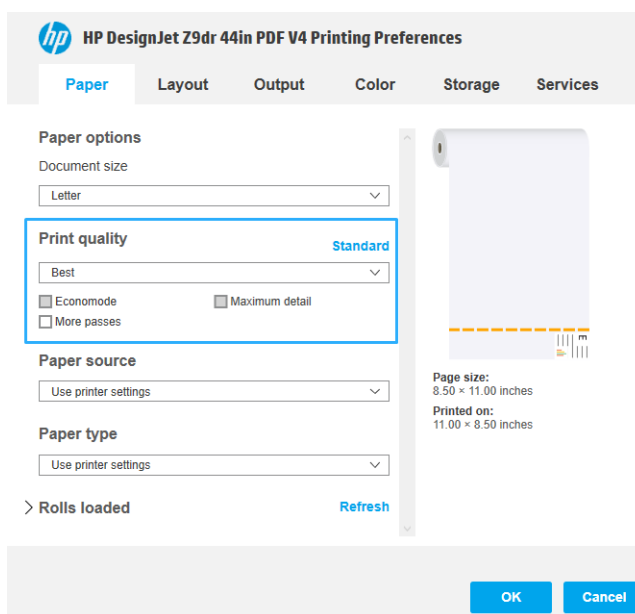 hp HP DesignJet Z9dr 44in PDF V4 Printing Preferences
Paper Layout Output Color Storage Services
Paper options
Document size
Letter
Print quality
Standard
Best
Economode Maximum detail
More passes
Paper source
Use printer settings
Paper type
Use printer settings
Rolls loaded Refresh
Page size:
8.50 × 11.00 inches
Printed on:
11.00 × 8.50 inches
OK Cancel